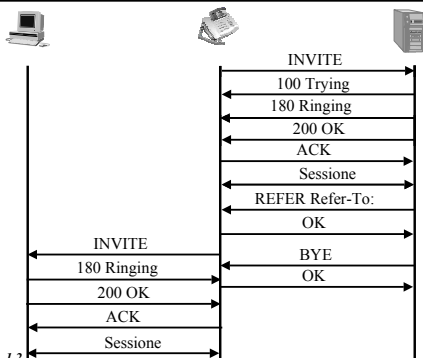 INVITE
100 Trying
180 Ringing
200 OK
ACK
Sessione
REFER Refer-To:
OK
INVITE
BYE
180 Ringing
OK
200 OK
ACK
Sessione